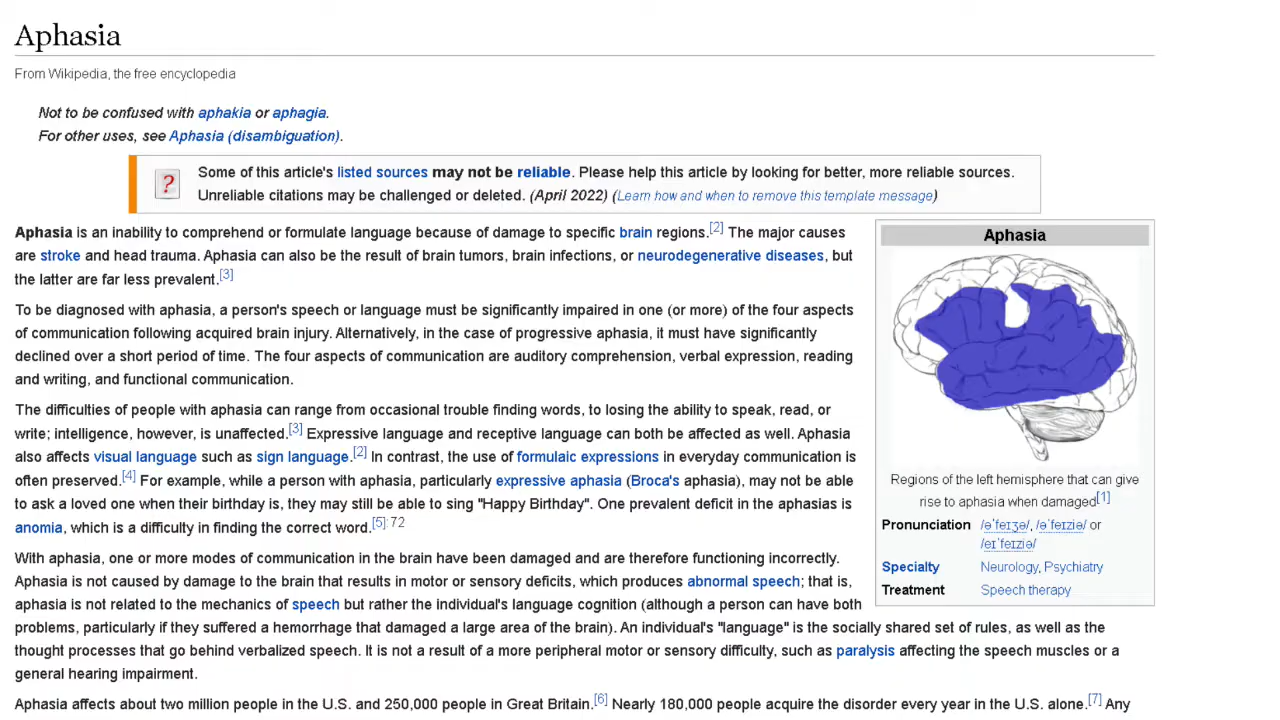 Aphasia
From Wikipedia, the free encyclopedia
Not to be confused with aphakia or aphagia.
For other uses, see Aphasia (disambiguation).
Some of this article's listed sources may not be reliable. Please help this article by looking for better, more reliable sources.
Unreliable citations may be challenged or deleted. (April 2022) (Learn how and when to remove this template message)
Aphasia is an inability to comprehend or formulate language because of damage to specific brain regions.[2] The major causes
are stroke and head trauma. Aphasia can also be the result of brain tumors, brain infections, or neurodegenerative diseases, but
the latter are far less prevalent.[3]
To be diagnosed with aphasia, a person's speech or language must be significantly impaired in one (or more) of the four aspects
of communication following acquired brain injury. Alternatively, in the case of progressive aphasia, it must have significantly
declined over a short period of time. The four aspects of communication are auditory comprehension, verbal expression, reading
and writing, and functional communication.
The difficulties of people with aphasia can range from occasional trouble finding words, to losing the ability to speak, read, or
write; intelligence, however, is unaffected.[3] Expressive language and receptive language can both be affected as well. Aphasia
also affects visual language such as sign language.[2] In contrast, the use of formulaic expressions in everyday communication is
often preserved.[4] For example, while a person with aphasia, particularly expressive aphasia (Broca's aphasia), may not be able
to ask a loved one when their birthday is, they may still be able to sing "Happy Birthday". One prevalent deficit in the aphasias is
anomia, which is a difficulty in finding the correct word.[5]:72
With aphasia, one or more modes of communication in the brain have been damaged and are therefore functioning incorrectly.
Aphasia is not caused by damage to the brain that results in motor or sensory deficits, which produces abnormal speech; that is,
aphasia is not related to the mechanics of speech but rather the individual's language cognition (although a person can have both
problems, particularly if they suffered a hemorrhage that damaged a large area of the brain). An individual's "language" is the socially shared set of rules, as well as the
thought processes that go behind verbalized speech. It is not a result of a more peripheral motor or sensory difficulty, such as paralysis affecting the speech muscles or a
general hearing impairment.
Aphasia affects about two million people in the U.S. and 250,000 people in Great Britain.[6] Nearly 180,000 people acquire the disorder every year in the U.S. alone.[7] Any
Aphasia
Regions of the left hemisphere that can give
rise to aphasia when damaged[1]
Pronunciation /əˈfeɪʒə/, /əˈfeɪziə/ or
/eɪˈfeɪziə/
Specialty Neurology, Psychiatry
Treatment Speech therapy